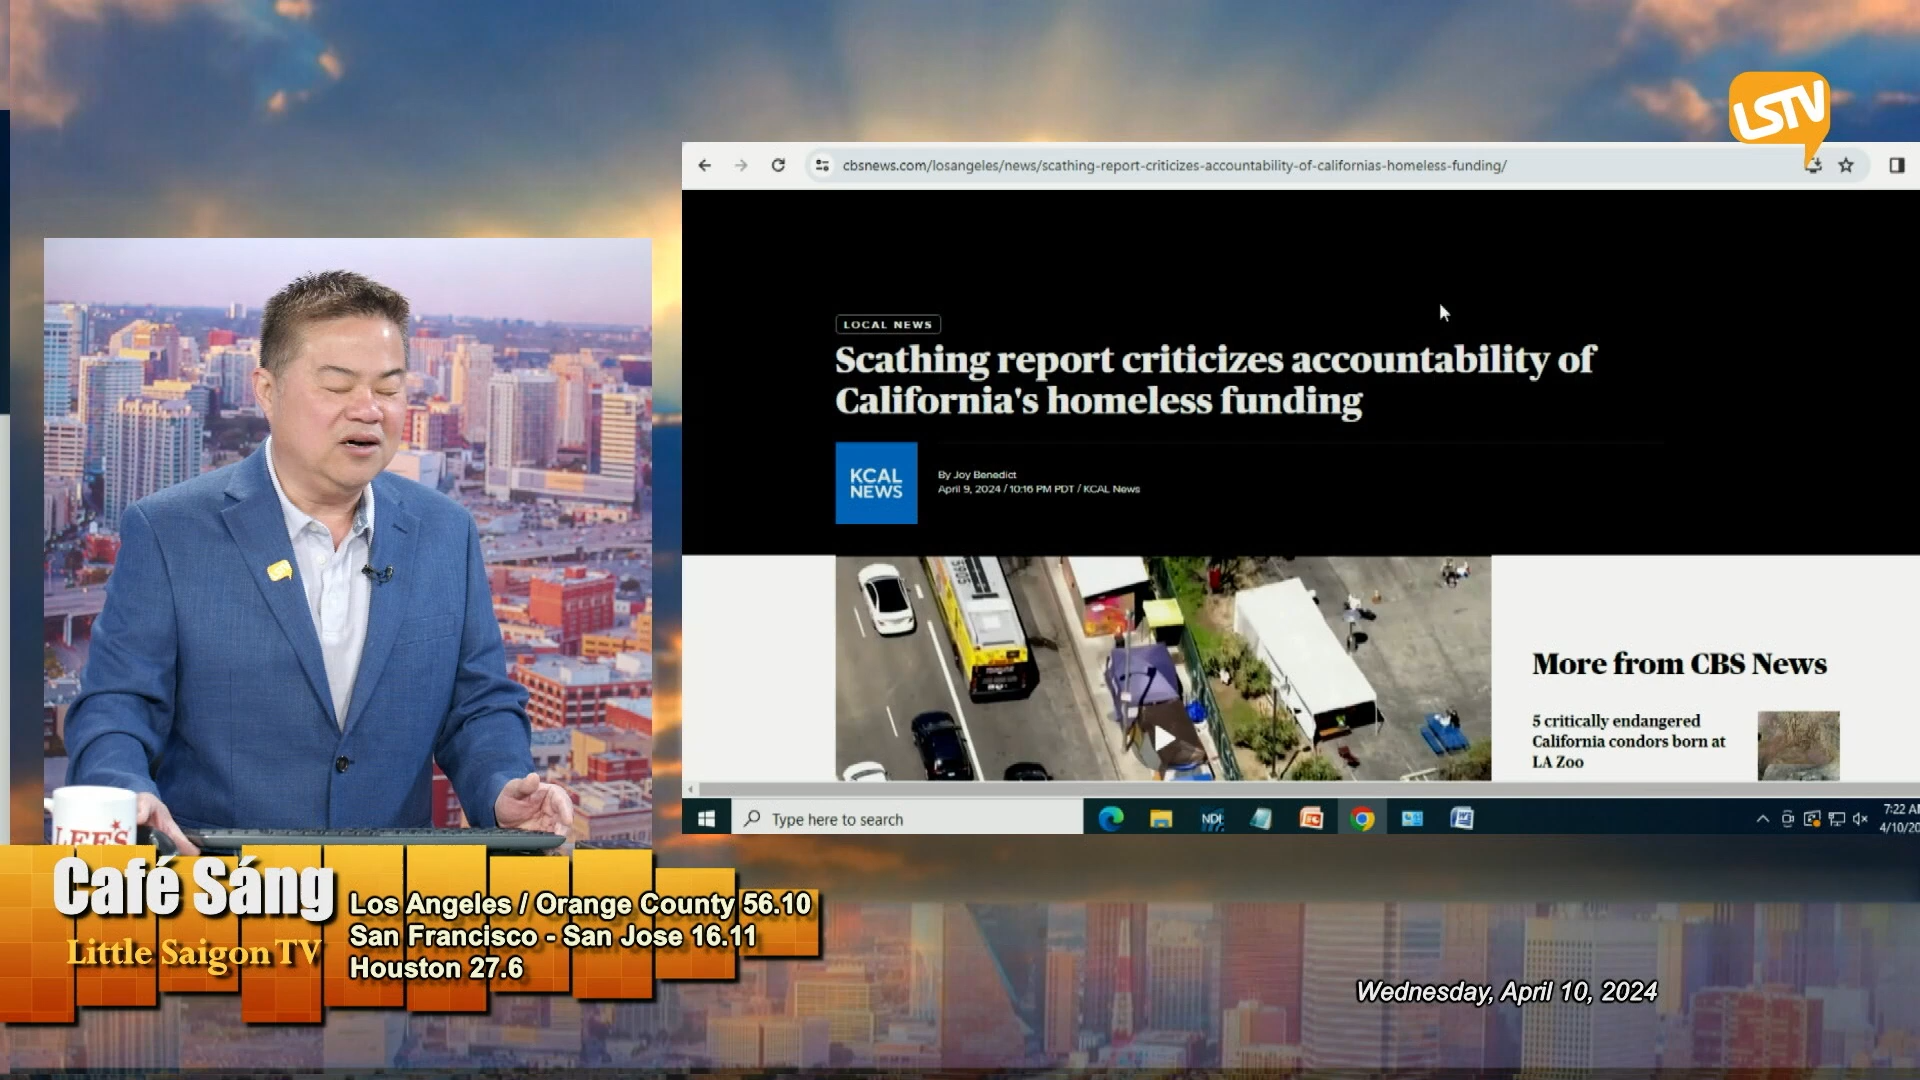 LSTV
cbsnews.com/losangeles/news/scathing-report-criticizes-accountability-of-californias-homeless-funding/
LOCAL NEWS
Scathing report criticizes accountability of
California's homeless funding
KCAL
NEWS
By Joy Benedict
April 9, 2024 / 10:16 PM PDT / KCAL News
5905
More from CBS News
5 critically endangered
California condors born at
LA Zoo
Type here to search
NDI
7:22 AM
4/10/20
LEE'S
Café Sáng
Little Saigon TV
Los Angeles / Orange County 56.10
San Francisco - San Jose 16.11
Houston 27.6
Wednesday, April 10, 2024